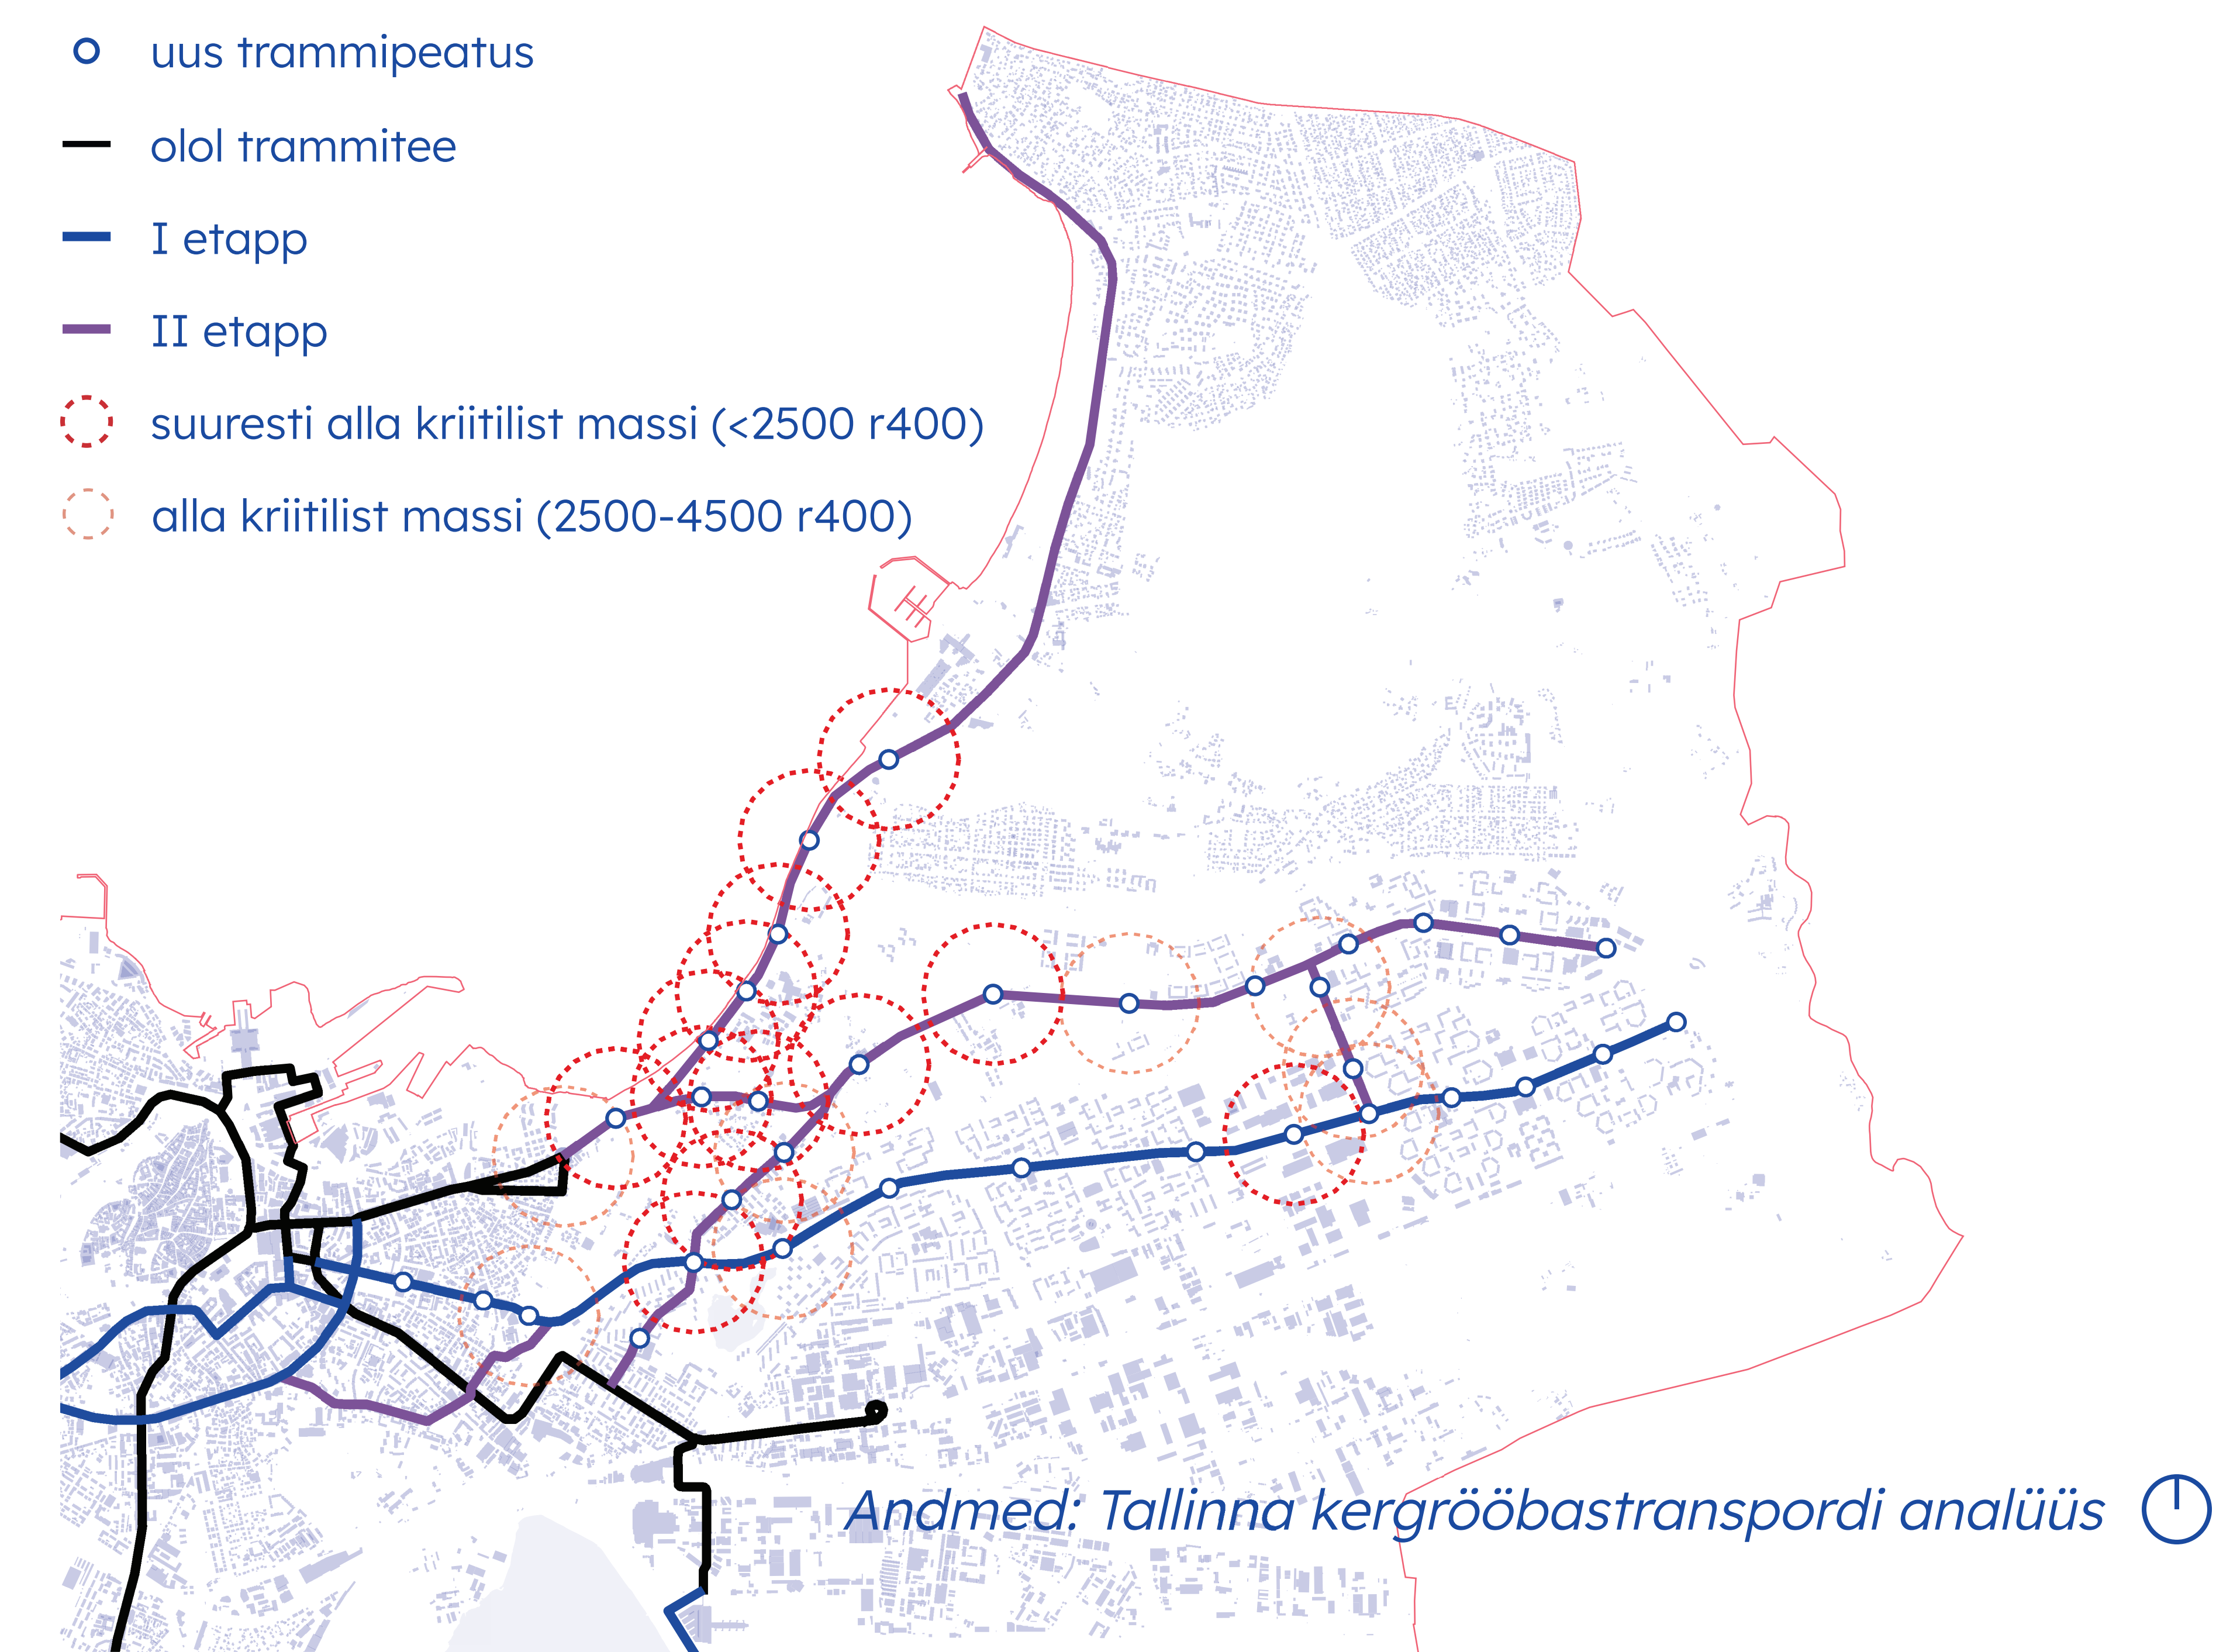 uus trammipeatus
olol trammitee
I etapp
II etapp
suuresti alla kriitilist massi (<2500 r400)
alla kriitilist massi (2500-4500 r400)
Andmed: Tallinna kergrööbastranspordi analüüs